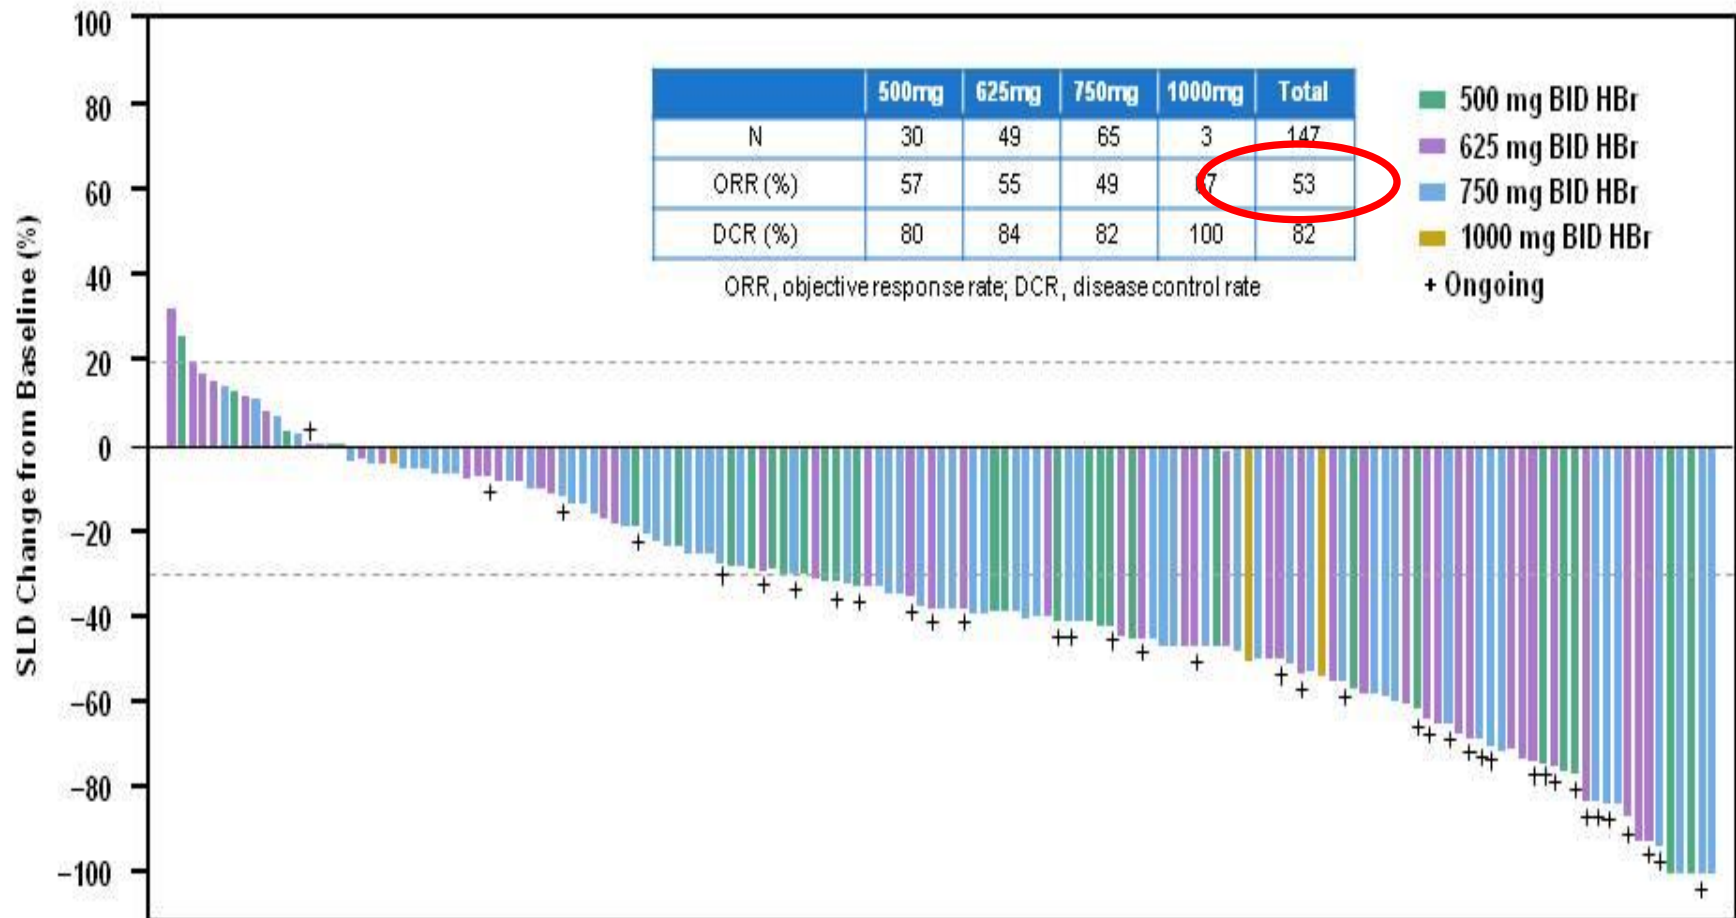 100
80
60
40
20
0
−20
−40
−60
−80
−100
SLD Change from Baseline (%)
500mg 625mg 750mg 1000mg Total
N 30 49 65 3 147
ORR (%) 57 55 49 67 53
DCR (%) 80 84 82 100 82
ORR, objective response rate; DCR, disease control rate
500 mg BID HBr
625 mg BID HBr
750 mg BID HBr
1000 mg BID HBr
+ Ongoing